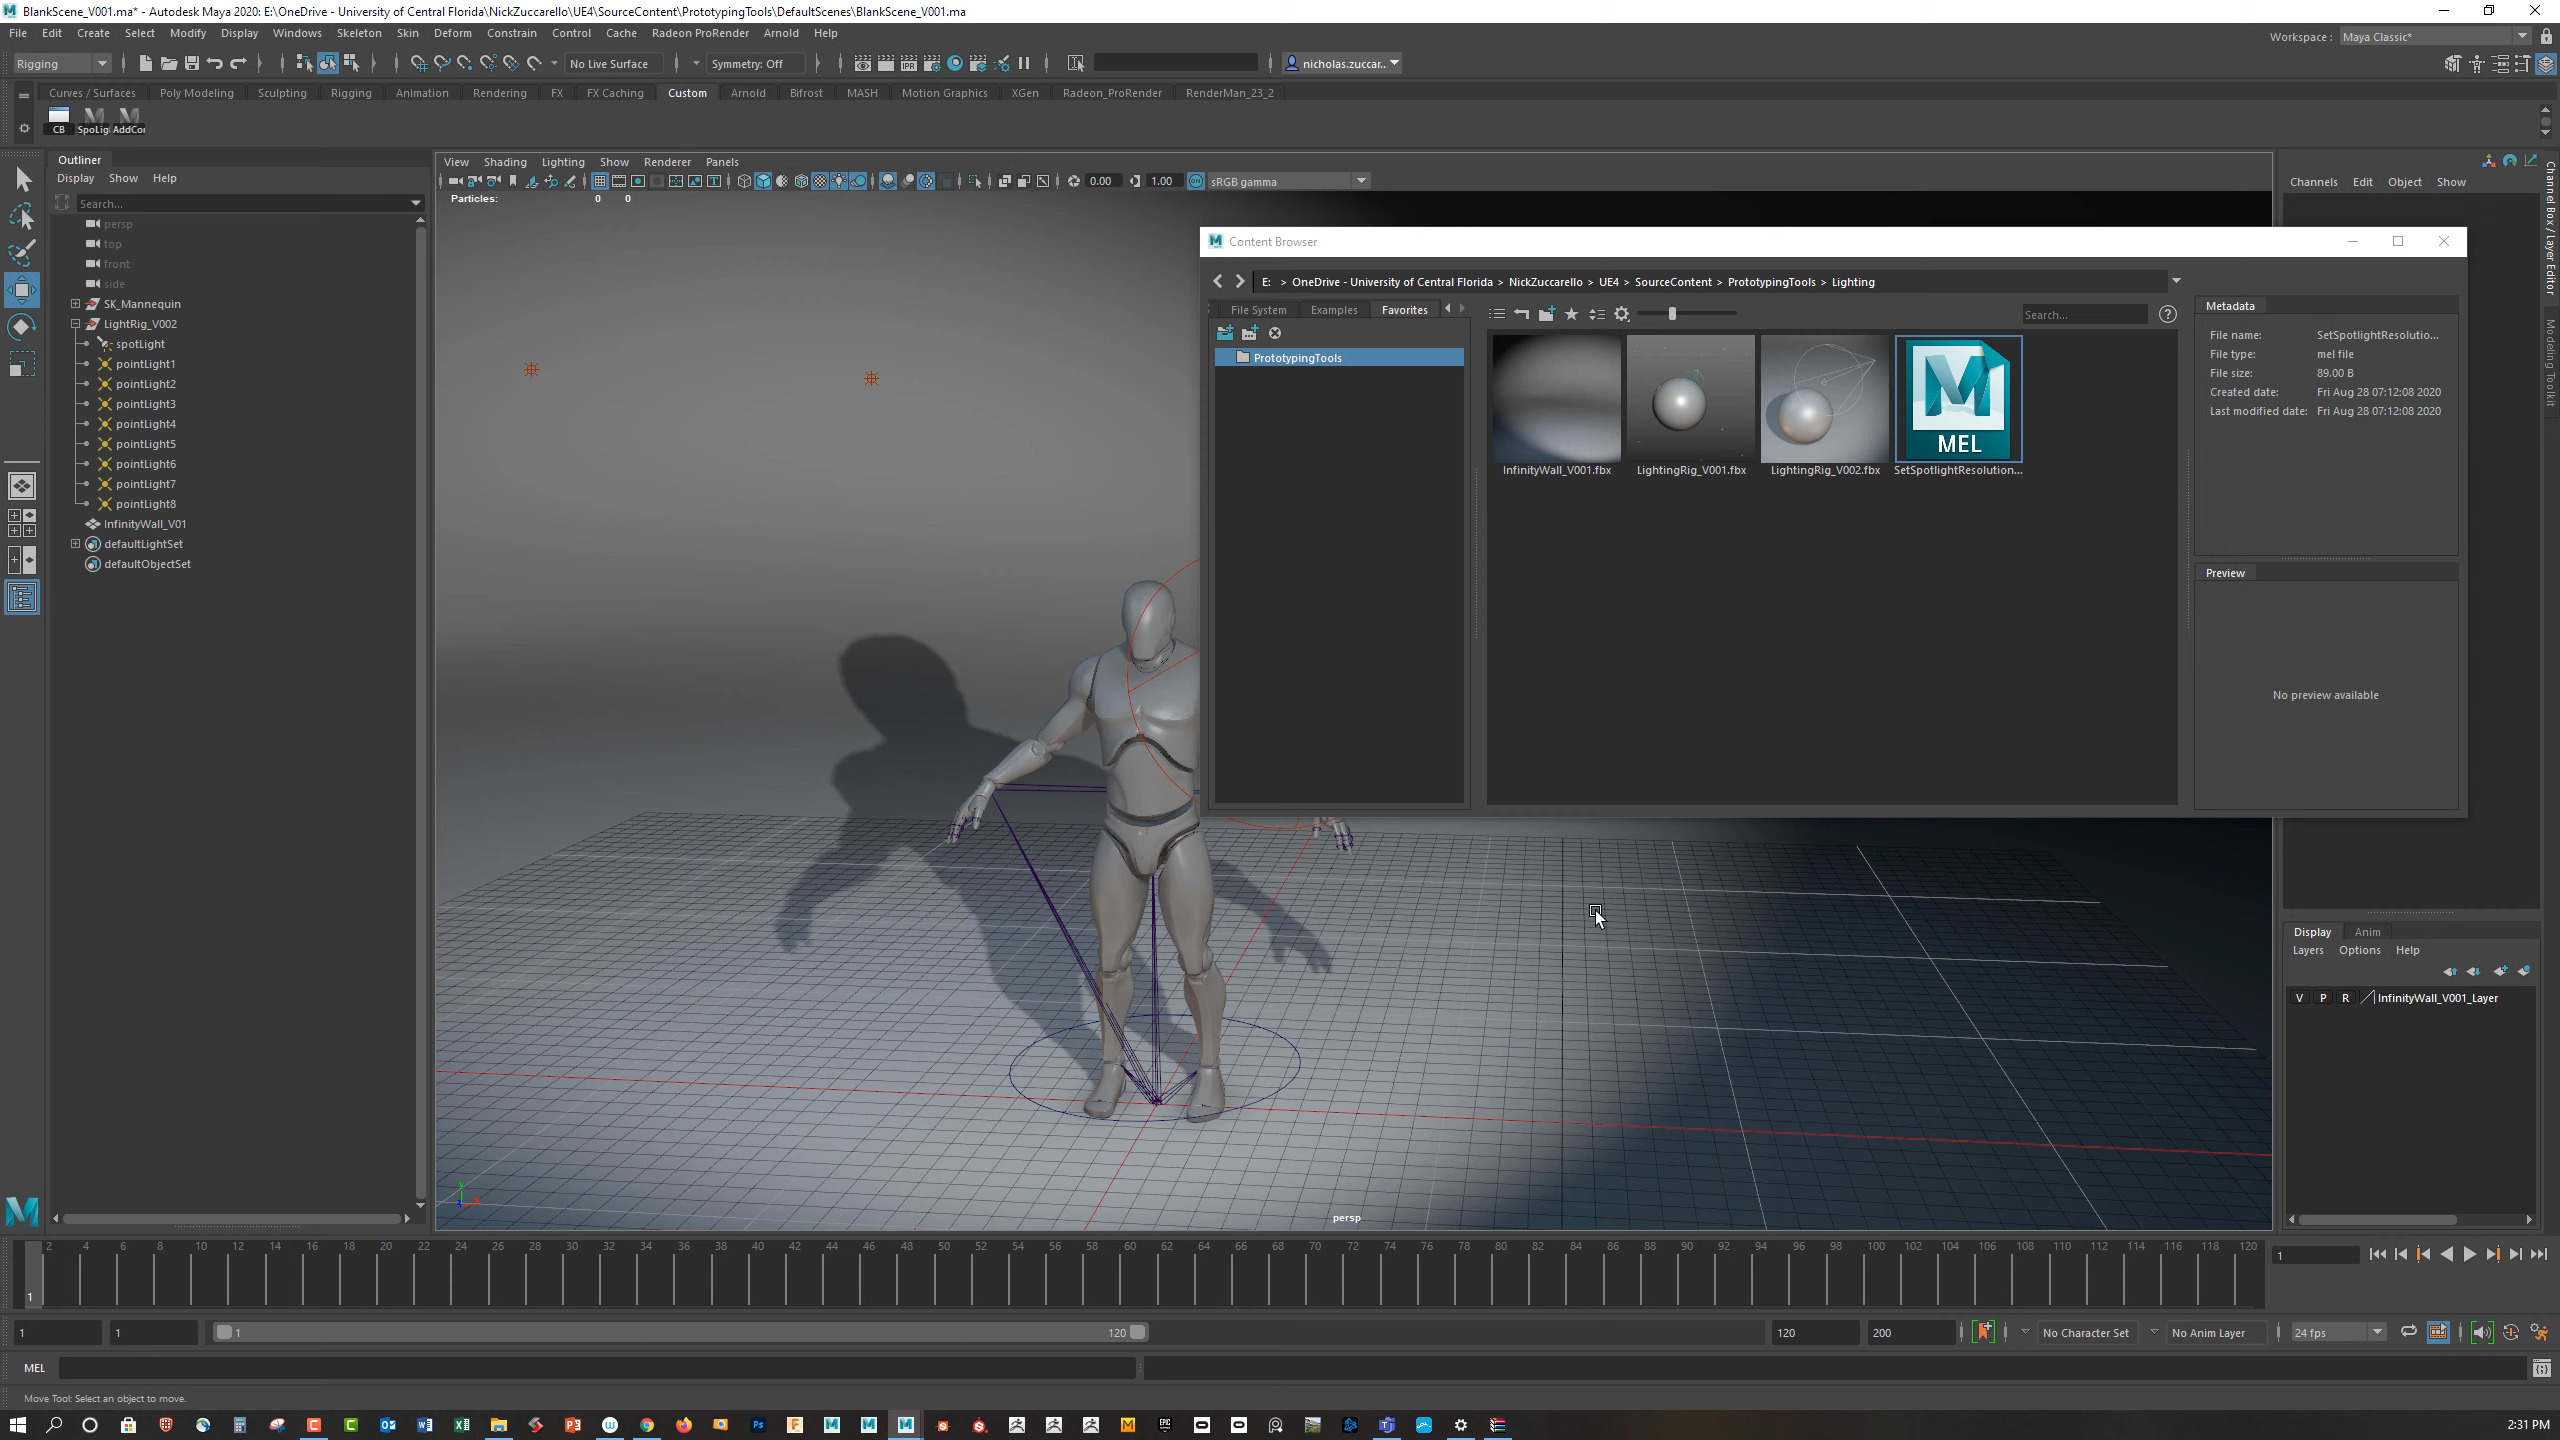 BlankScene_V001.ma* - Autodesk Maya 2020: E:\OneDrive - University of Central Florida\NickZuccarello\UE4\SourceContent\PrototypingTools\DefaultScenes\BlankScene_V001.ma
File Edit Create Select Modify Display Windows Skeleton Skin Deform Constrain Control Cache Radeon ProRender Arnold Help
Workspace : Maya Classic*
Rigging No Live Surface Symmetry: Off nicholas.zuccar...
Curves / Surfaces Poly Modeling Sculpting Rigging Animation Rendering FX FX Caching Custom Arnold Bifrost MASH Motion Graphics XGen Radeon_ProRender RenderMan_23_2
CB SpoLig AddCor
Outliner
Display Show Help
Search...
persp
top
front
side
SK_Mannequin
LightRig_V002
spotLight
pointLight1
pointLight2
pointLight3
pointLight4
pointLight5
pointLight6
pointLight7
pointLight8
InfinityWall_V01
defaultLightSet
defaultObjectSet
View Shading Lighting Show Renderer Panels
0.00 1.00 sRGB gamma
Particles: 0 0
Content Browser
E: > OneDrive - University of Central Florida > NickZuccarello > UE4 > SourceContent > PrototypingTools > Lighting
File System Examples Favorites
Search...
PrototypingTools
MEL
InfinityWall_V001.fbx LightingRig_V001.fbx LightingRig_V002.fbx SetSpotlightResolution...
Metadata
File name: SetSpotlightResolutio...
File type: mel file
File size: 89.00 B
Created date: Fri Aug 28 07:12:08 2020
Last modified date: Fri Aug 28 07:12:08 2020
Preview
No preview available
persp
Channels Edit Object Show
Channel Box / Layer Editor
Modeling Toolkit
Display Anim
Layers Options Help
V P R InfinityWall_V001_Layer
2 4 6 8 10 12 14 16 18 20 22 24 26 28 30 32 34 36 38 40 42 44 46 48 50 52 54 56 58 60 62 64 66 68 70 72 74 76 78 80 82 84 86 88 90 92 94 96 98 100 102 104 106 108 110 112 114 116 118 120
1
1
1 1 1 120 120 200 No Character Set No Anim Layer 24 fps
MEL
Move Tool: Select an object to move.
2:31 PM